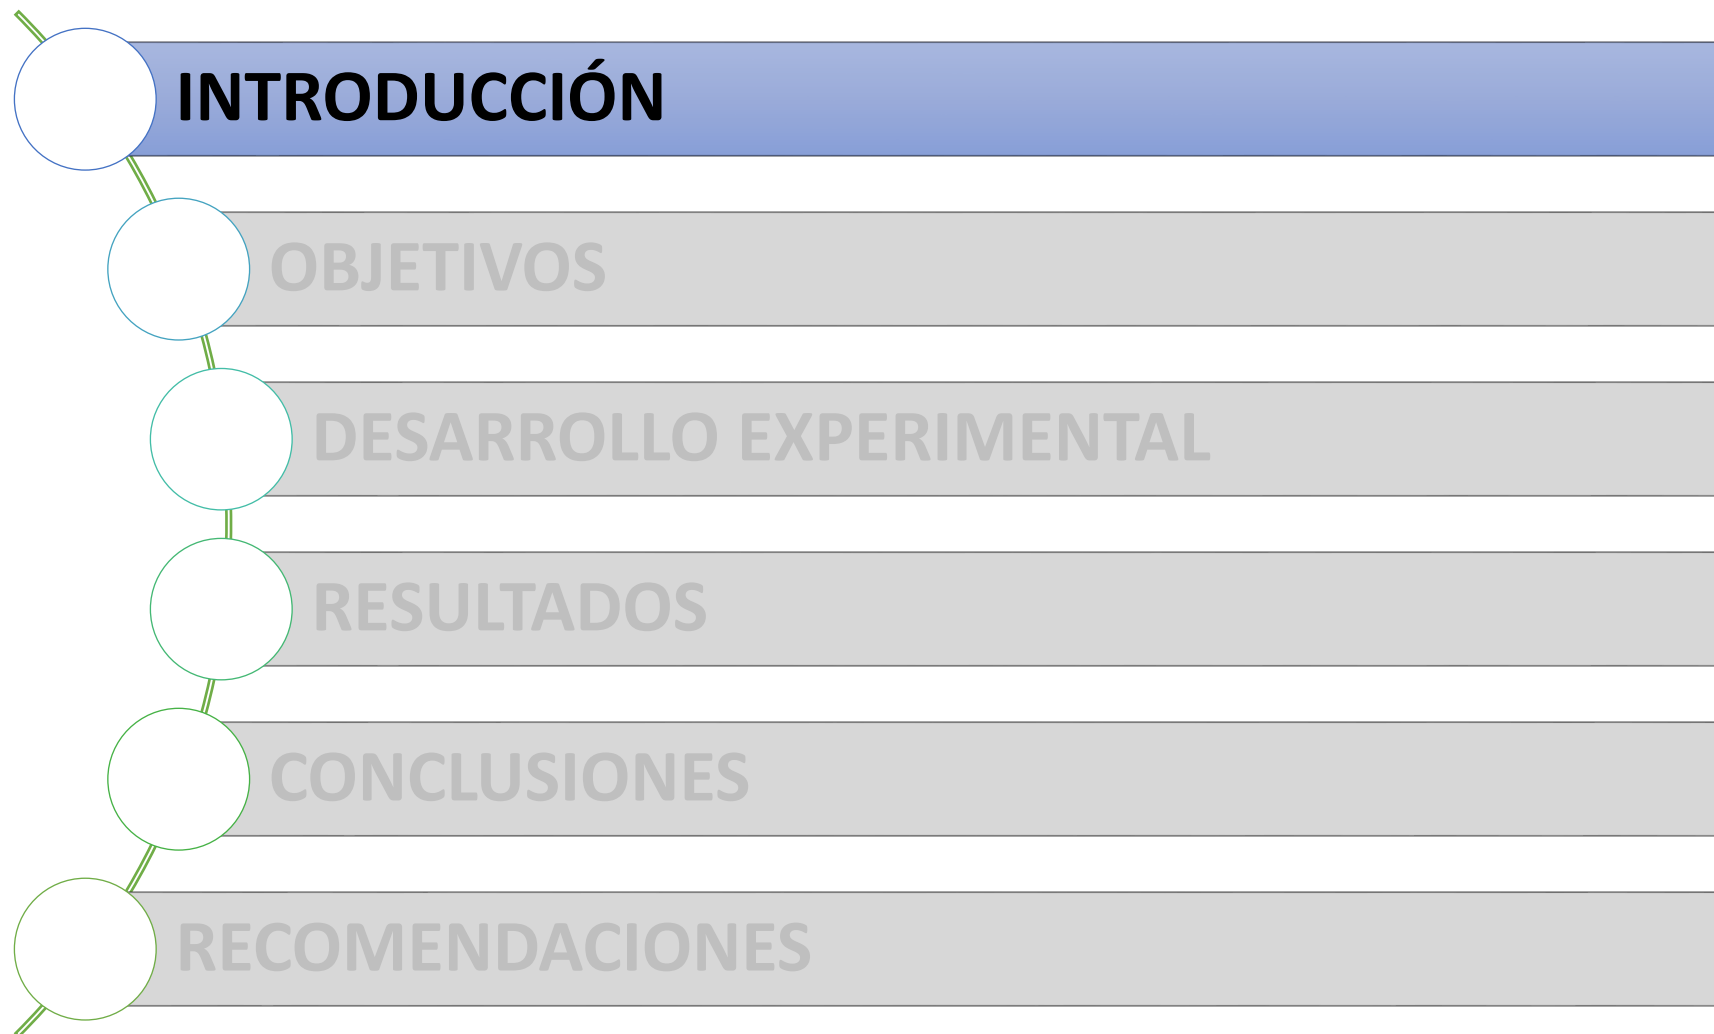 INTRODUCCIÓN
OBJETIVOS
DESARROLLO EXPERIMENTAL
RESULTADOS
CONCLUSIONES
RECOMENDACIONES